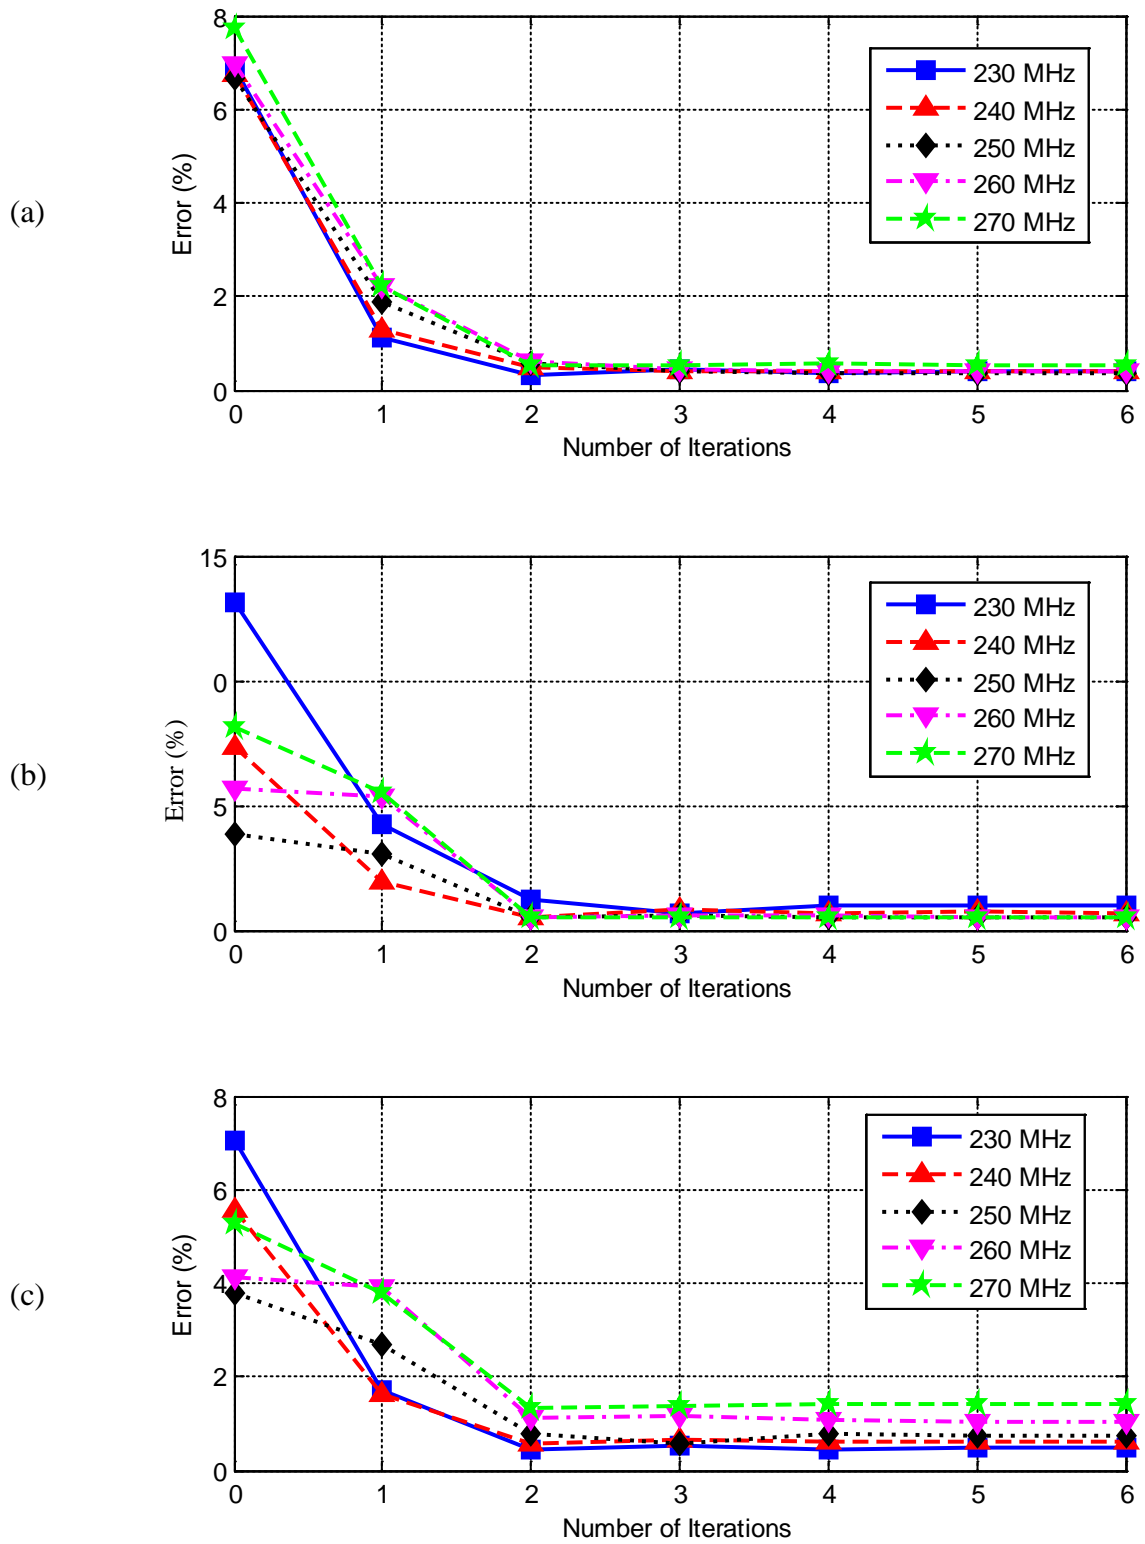 (a)
Error (%)
8
6
4
2
0
0 1 2 3 4 5 6
Number of Iterations
230 MHz
240 MHz
250 MHz
260 MHz
270 MHz
(b)
Error (%)
15
0
5
0
0 1 2 3 4 5 6
Number of Iterations
230 MHz
240 MHz
250 MHz
260 MHz
270 MHz
(c)
Error (%)
8
6
4
2
0
0 1 2 3 4 5 6
Number of Iterations
230 MHz
240 MHz
250 MHz
260 MHz
270 MHz